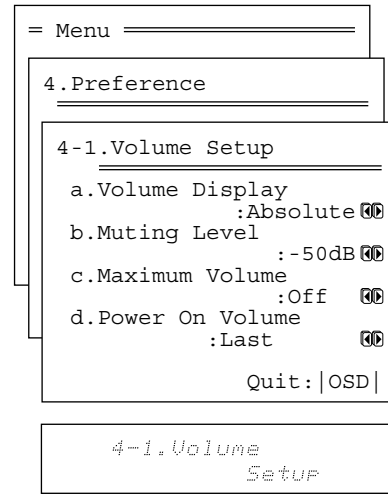 = Menu
4.Preference
4-1.Volume Setup
a.Volume Display
:Absolute
b.Muting Level
:-50dB
c.Maximum Volume
:Off
d.Power On Volume
:Last
Quit:|OSD|
4-1.Volume
Setup